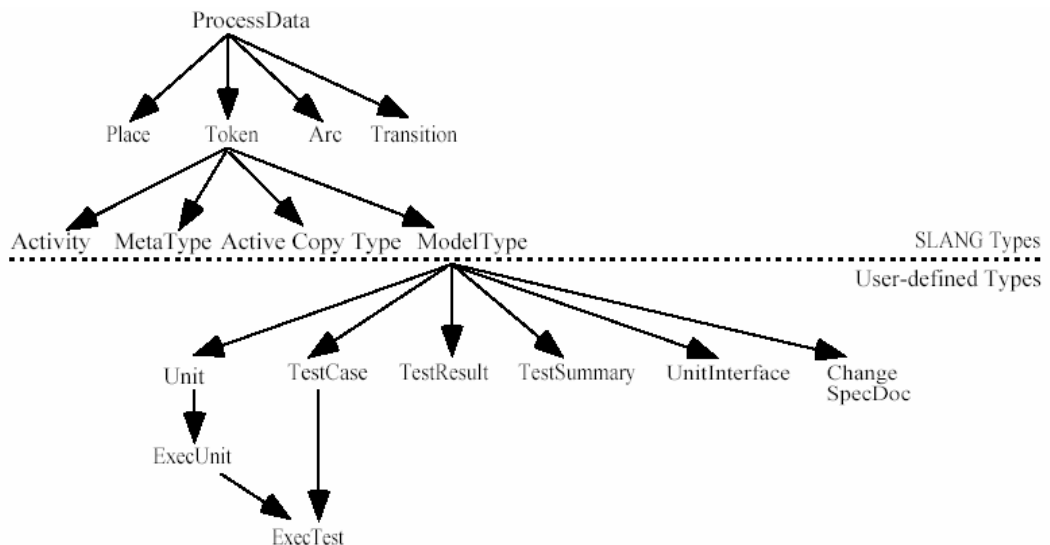 ProcessData
Place Token Arc Transition
Activity MetaType Active Copy Type ModelType
SLANG Types
User-defined Types
Unit TestCase TestResult TestSummary UnitInterface Change
SpecDoc
ExecUnit
ExecTest